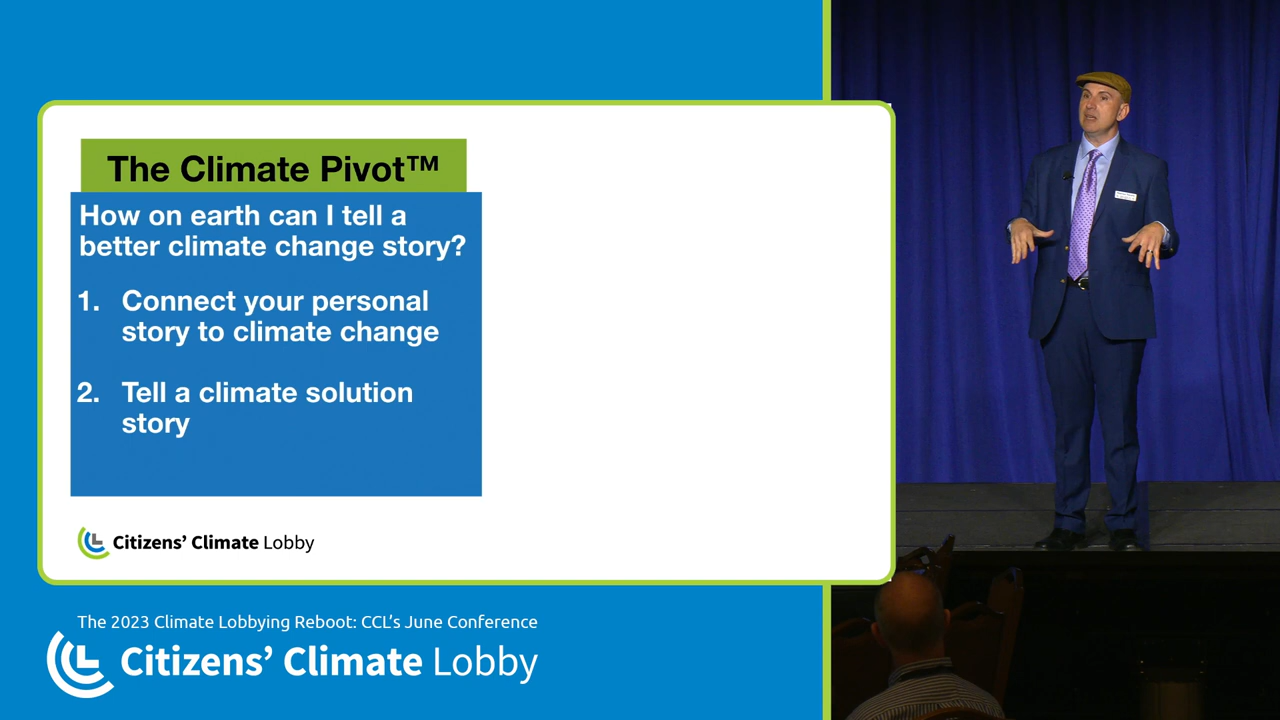 The Climate Pivot™
How on earth can I tell a
better climate change story?
1. Connect your personal
story to climate change
2. Tell a climate solution
story
Citizens’ Climate Lobby
The 2023 Climate Lobbying Reboot: CCL’s June Conference
Citizens’ Climate Lobby